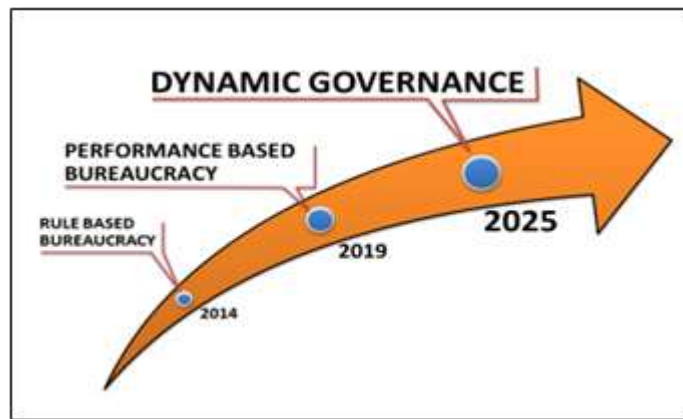 DYNAMIC GOVERNANCE
2025
PERFORMANCE BASED
BUREAUCRACY
2019
RULE BASED
BUREAUCRACY
2014